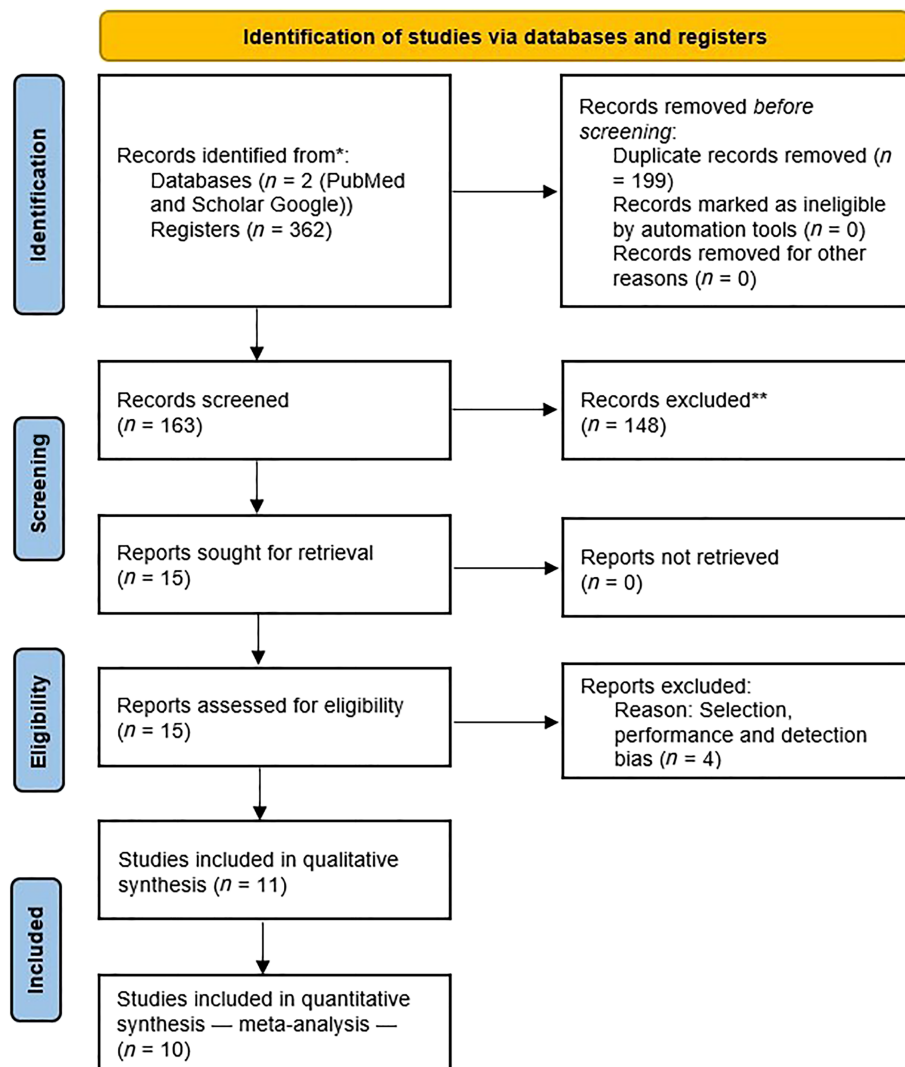 Identification of studies via databases and registers
Identification
Records identified from*:
Databases (n = 2 (PubMed
and Scholar Google))
Registers (n = 362)
Records removed before
screening:
Duplicate records removed (n
= 199)
Records marked as ineligible
by automation tools (n = 0)
Records removed for other
reasons (n = 0)
Screening
Records screened
(n = 163)
Records excluded**
(n = 148)
Reports sought for retrieval
(n = 15)
Reports not retrieved
(n = 0)
Eligibility
Reports assessed for eligibility
(n = 15)
Reports excluded:
Reason: Selection,
performance and detection
bias (n = 4)
Included
Studies included in qualitative
synthesis (n = 11)
Studies included in quantitative
synthesis — meta-analysis —
(n = 10)